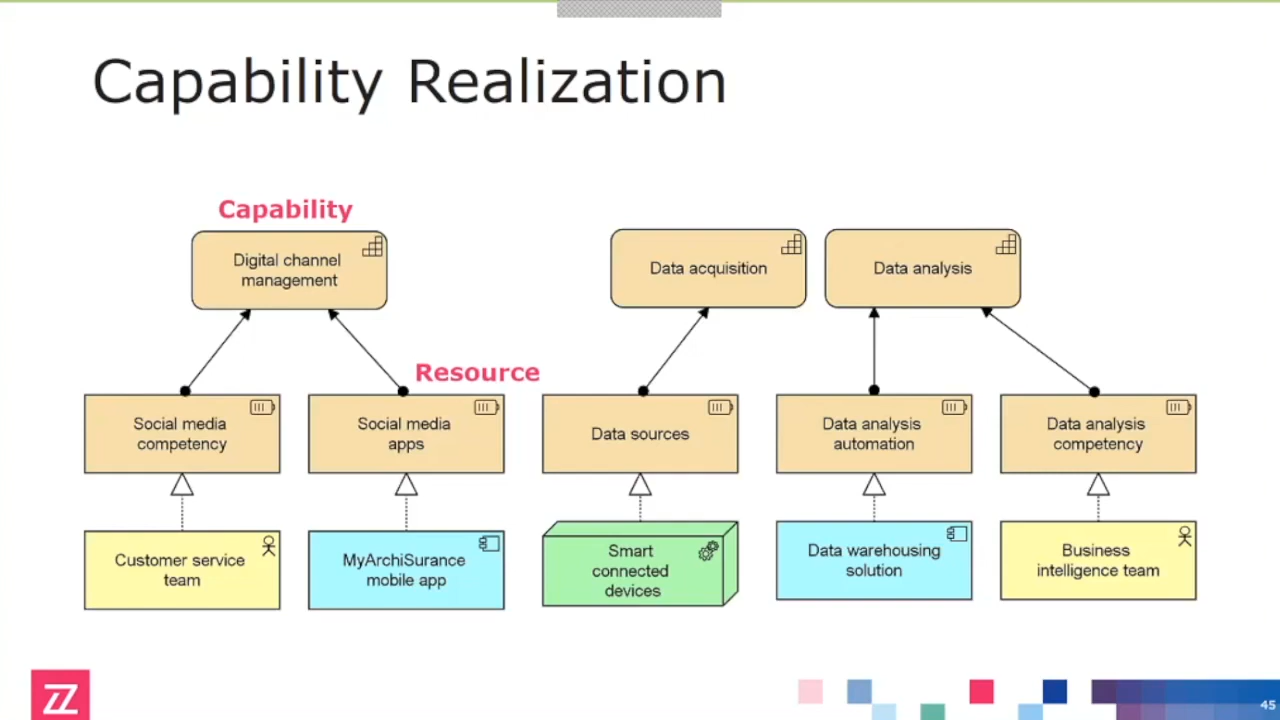 Capability Realization
Capability
Digital channel
management
Data acquisition
Data analysis
Resource
Social media
competency
Social media
apps
Data sources
Data analysis
automation
Data analysis
competency
Customer service
team
MyArchiSurance
mobile app
Smart
connected
devices
Data warehousing
solution
Business
intelligence team
45